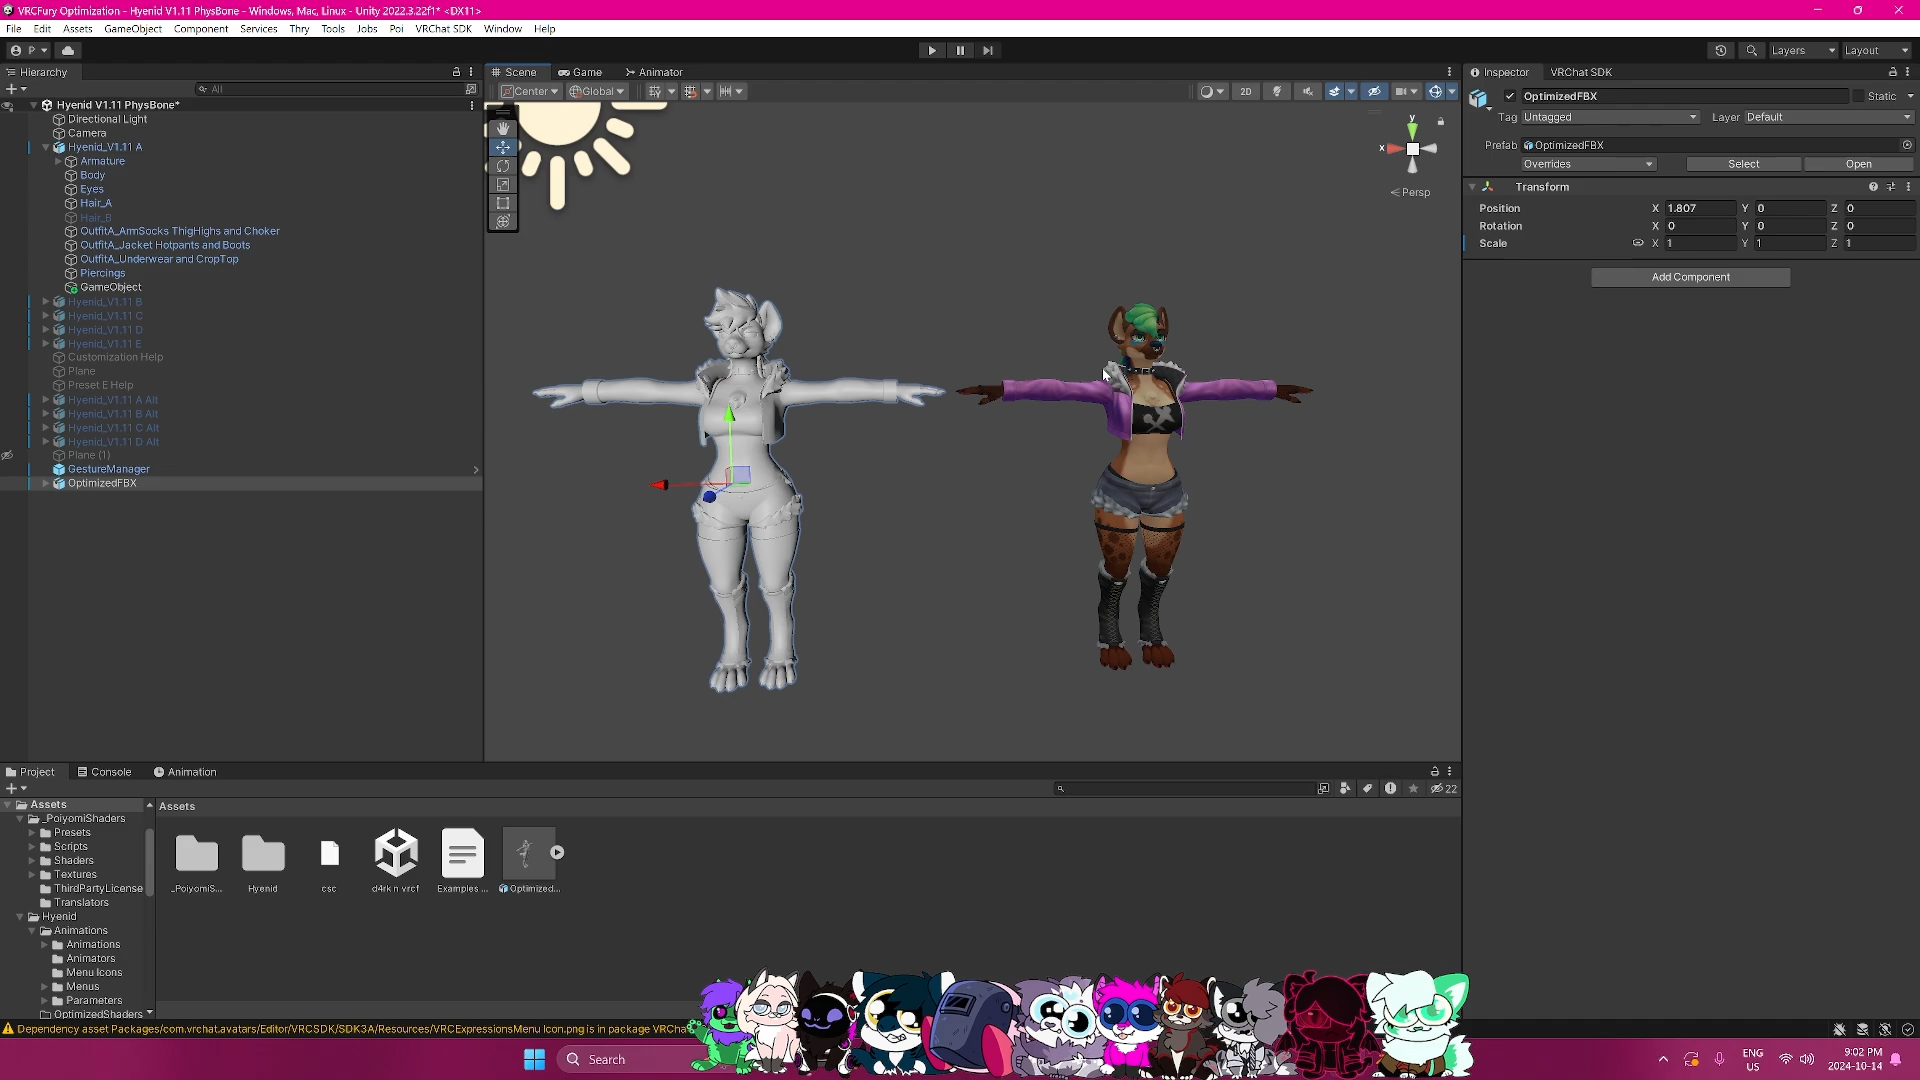 VRCFury Optimization - Hyenid V1.11 PhysBone - Windows, Mac, Linux - Unity 2022.3.22f1* <DX11>
File Edit Assets GameObject Component Services Thry Tools Jobs Poi VRChat SDK Window Help
P Layers Layout
Hierarchy
All
Hyenid V1.11 PhysBone*
Directional Light
Camera
Hyenid_V1.11 A
Armature
Body
Eyes
Hair_A
Hair_B
OutfitA_ArmSocks ThigHighs and Choker
OutfitA_Jacket Hotpants and Boots
OutfitA_Underwear and CropTop
Piercings
GameObject
Hyenid_V1.11 B
Hyenid_V1.11 C
Hyenid_V1.11 D
Hyenid_V1.11 E
Customization Help
Plane
Preset E Help
Hyenid_V1.11 A Alt
Hyenid_V1.11 B Alt
Hyenid_V1.11 C Alt
Hyenid_V1.11 D Alt
Plane (1)
GestureManager
OptimizedFBX
Scene Game Animator
Center Global 2D
y
x
Persp
Inspector VRChat SDK
OptimizedFBX Static
Tag Untagged Layer Default
Prefab OptimizedFBX
Overrides Select Open
Transform
Position X 1.807 Y 0 Z 0
Rotation X 0 Y 0 Z 0
Scale X 1 Y 1 Z 1
Add Component
Project Console Animation
22
Assets
_PoiyomiShaders
Presets
Scripts
Shaders
Textures
ThirdPartyLicense
Translators
Hyenid
Animations
Animations
Animators
Menu Icons
Menus
Parameters
OptimizedShaders
Assets
_PoiyomiS... Hyenid csc d4rk n vrcf Examples ... Optimized...
Dependency asset Packages/com.vrchat.avatars/Editor/VRCSDK/SDK3A/Resources/VRCExpressionsMenu Icon.png is in package VRCha
Search
ENG
US
9:02 PM
2024-10-14